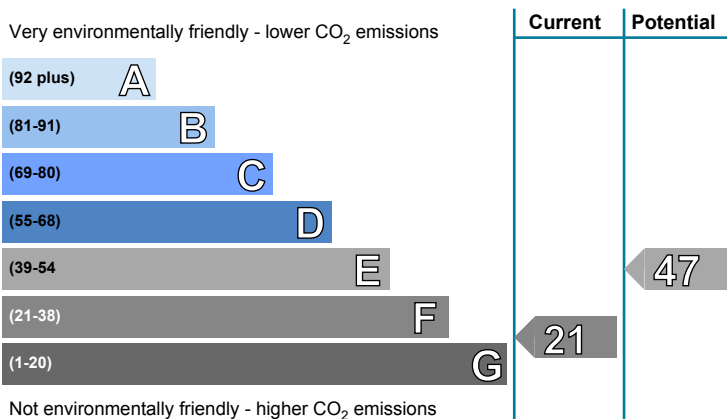 Current Potential
Very environmentally friendly - lower CO2 emissions
(92 plus) A
(81-91) B
(69-80) C
(55-68) D
(39-54 E
47
(21-38) F
21
(1-20) G
Not environmentally friendly - higher CO2 emissions